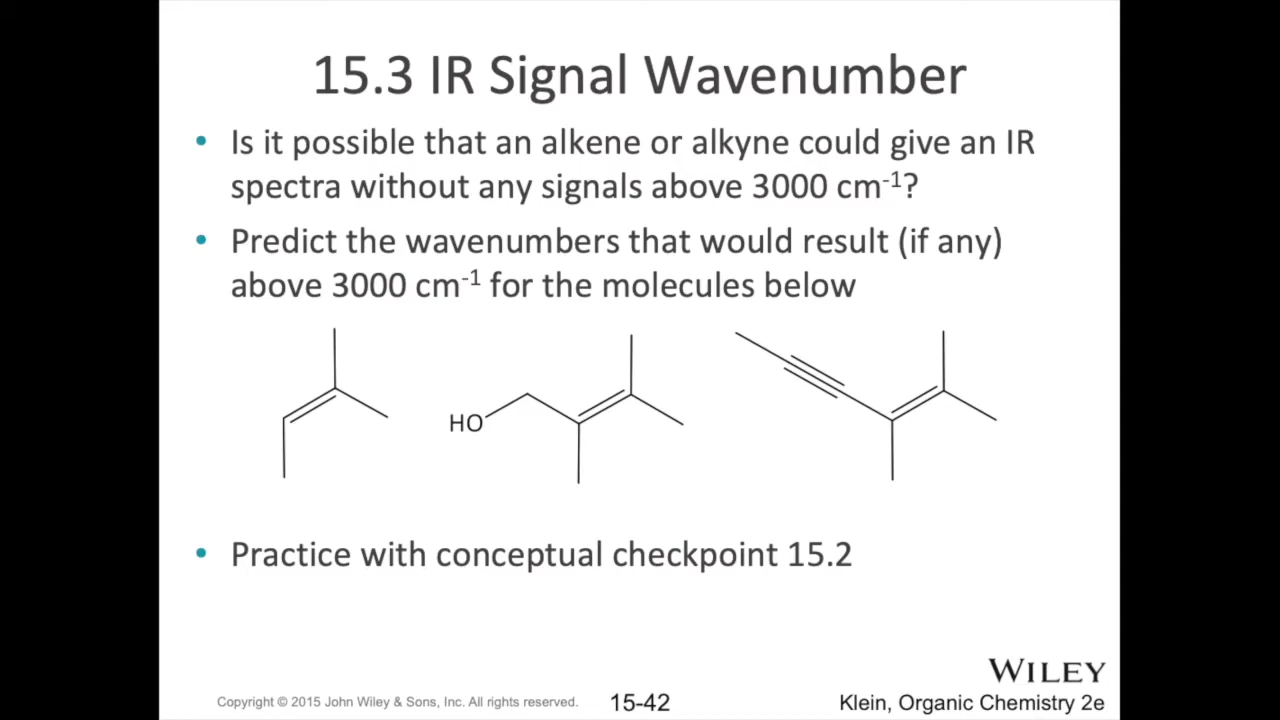 15.3 IR Signal Wavenumber
• Is it possible that an alkene or alkyne could give an IR
spectra without any signals above 3000 cm⁻¹?
• Predict the wavenumbers that would result (if any)
above 3000 cm⁻¹ for the molecules below
HO
• Practice with conceptual checkpoint 15.2
WILEY
Copyright © 2015 John Wiley & Sons, Inc. All rights reserved.
15-42
Klein, Organic Chemistry 2e